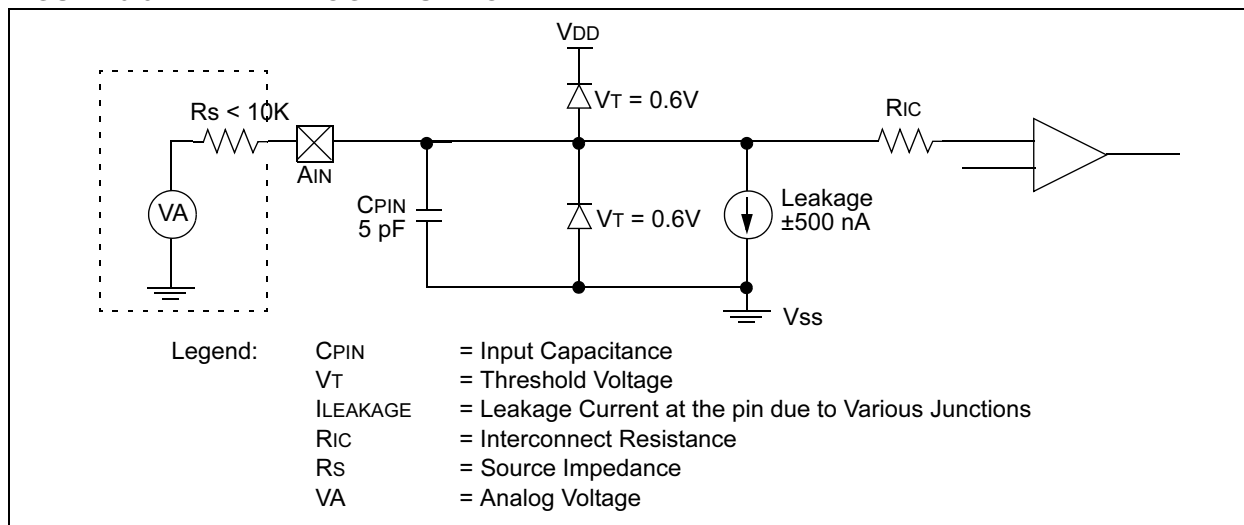 VDD
VT = 0.6V
RS < 10K
RIC
AIN
Leakage
±500 nA
CPIN
5 pF
VA
VT = 0.6V
VSS
Legend:
CPIN = Input Capacitance
VT = Threshold Voltage
ILEAKAGE = Leakage Current at the pin due to Various Junctions
RIC = Interconnect Resistance
RS = Source Impedance
VA = Analog Voltage